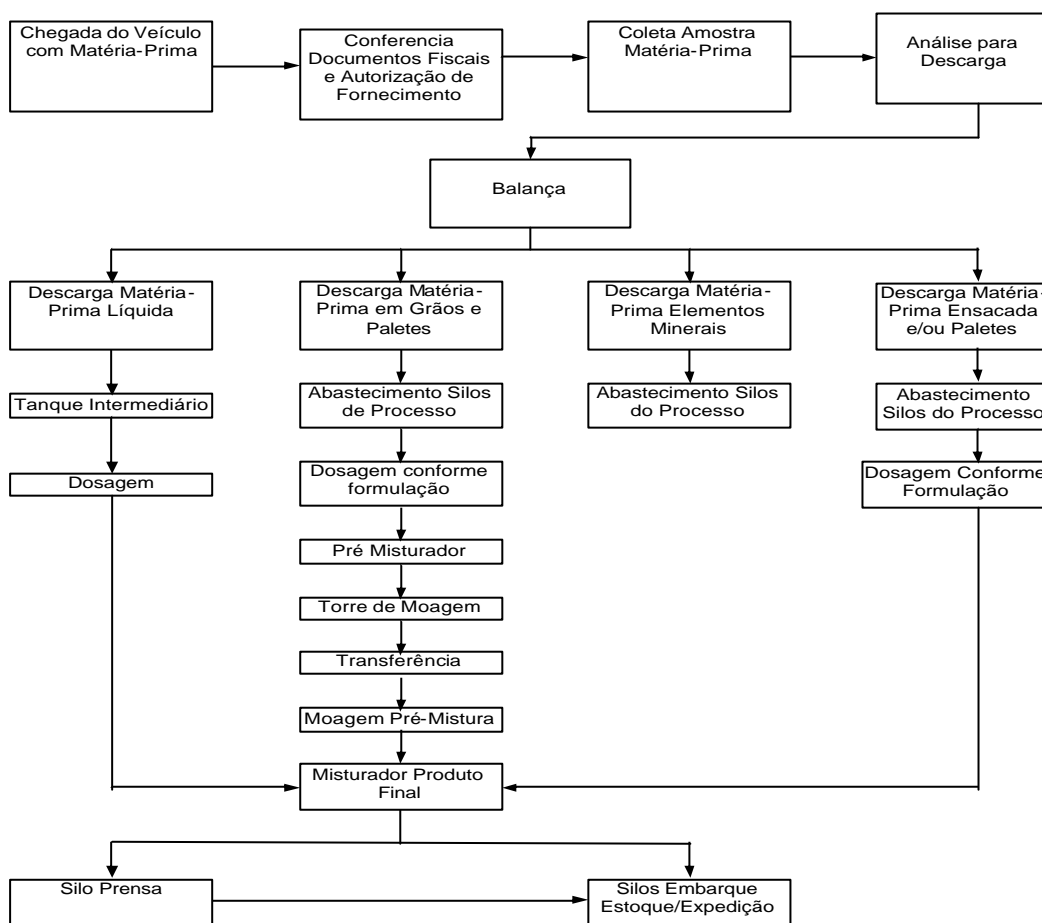 Chegada do Veículo
com Matéria-Prima
Conferencia
Documentos Fiscais
e Autorização de
Fornecimento
Coleta Amostra
Matéria-Prima
Análise para
Descarga
Balança
Descarga Matéria-
Prima Líquida
Descarga Matéria-
Prima em Grãos e
Paletes
Descarga Matéria-
Prima Elementos
Minerais
Descarga Matéria-
Prima Ensacada
e/ou Paletes
Tanque Intermediário
Abastecimento Silos
de Processo
Abastecimento Silos
do Processo
Abastecimento
Silos do Processo
Dosagem
Dosagem conforme
formulação
Dosagem Conforme
Formulação
Pré Misturador
Torre de Moagem
Transferência
Moagem Pré-Mistura
Misturador Produto
Final
Silo Prensa
Silos Embarque
Estoque/Expedição